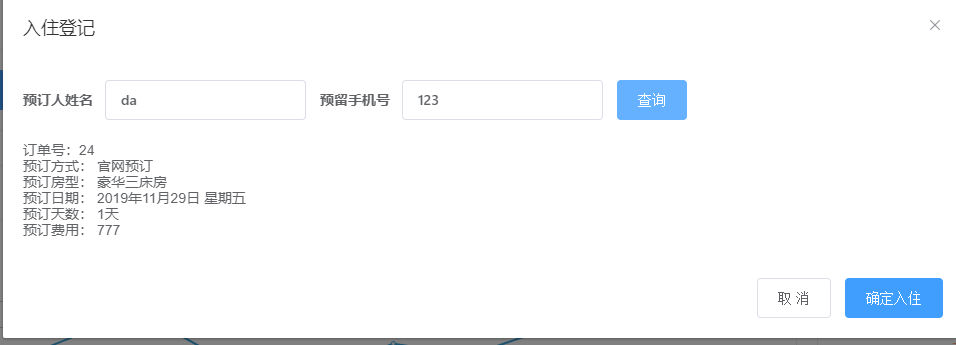 入住登记
预订人姓名 da 预留手机号 123 查询
订单号：24
预订方式： 官网预订
预订房型： 豪华三床房
预订日期： 2019年11月29日 星期五
预订天数： 1天
预订费用： 777
取 消 确定入住